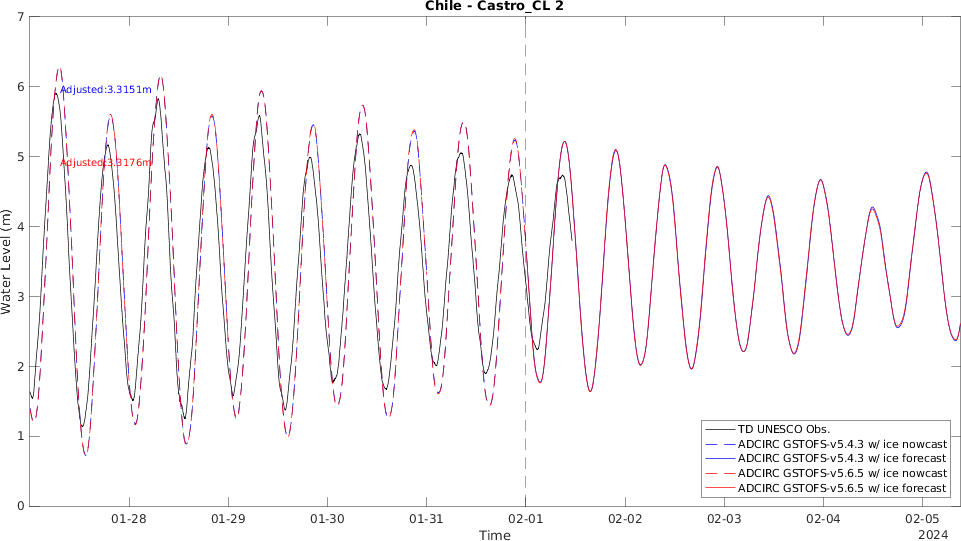 Chile - Castro_CL 2
7
6
5
4
3
2
1
0
Water Level (m)
Adjusted:3.3151m
Adjusted:3.3176m
TD UNESCO Obs.
ADCIRC GSTOFS-v5.4.3 w/ ice nowcast
ADCIRC GSTOFS-v5.4.3 w/ ice forecast
ADCIRC GSTOFS-v5.6.5 w/ ice nowcast
ADCIRC GSTOFS-v5.6.5 w/ ice forecast
01-28 01-29 01-30 01-31 02-01 02-02 02-03 02-04 02-05
Time
2024